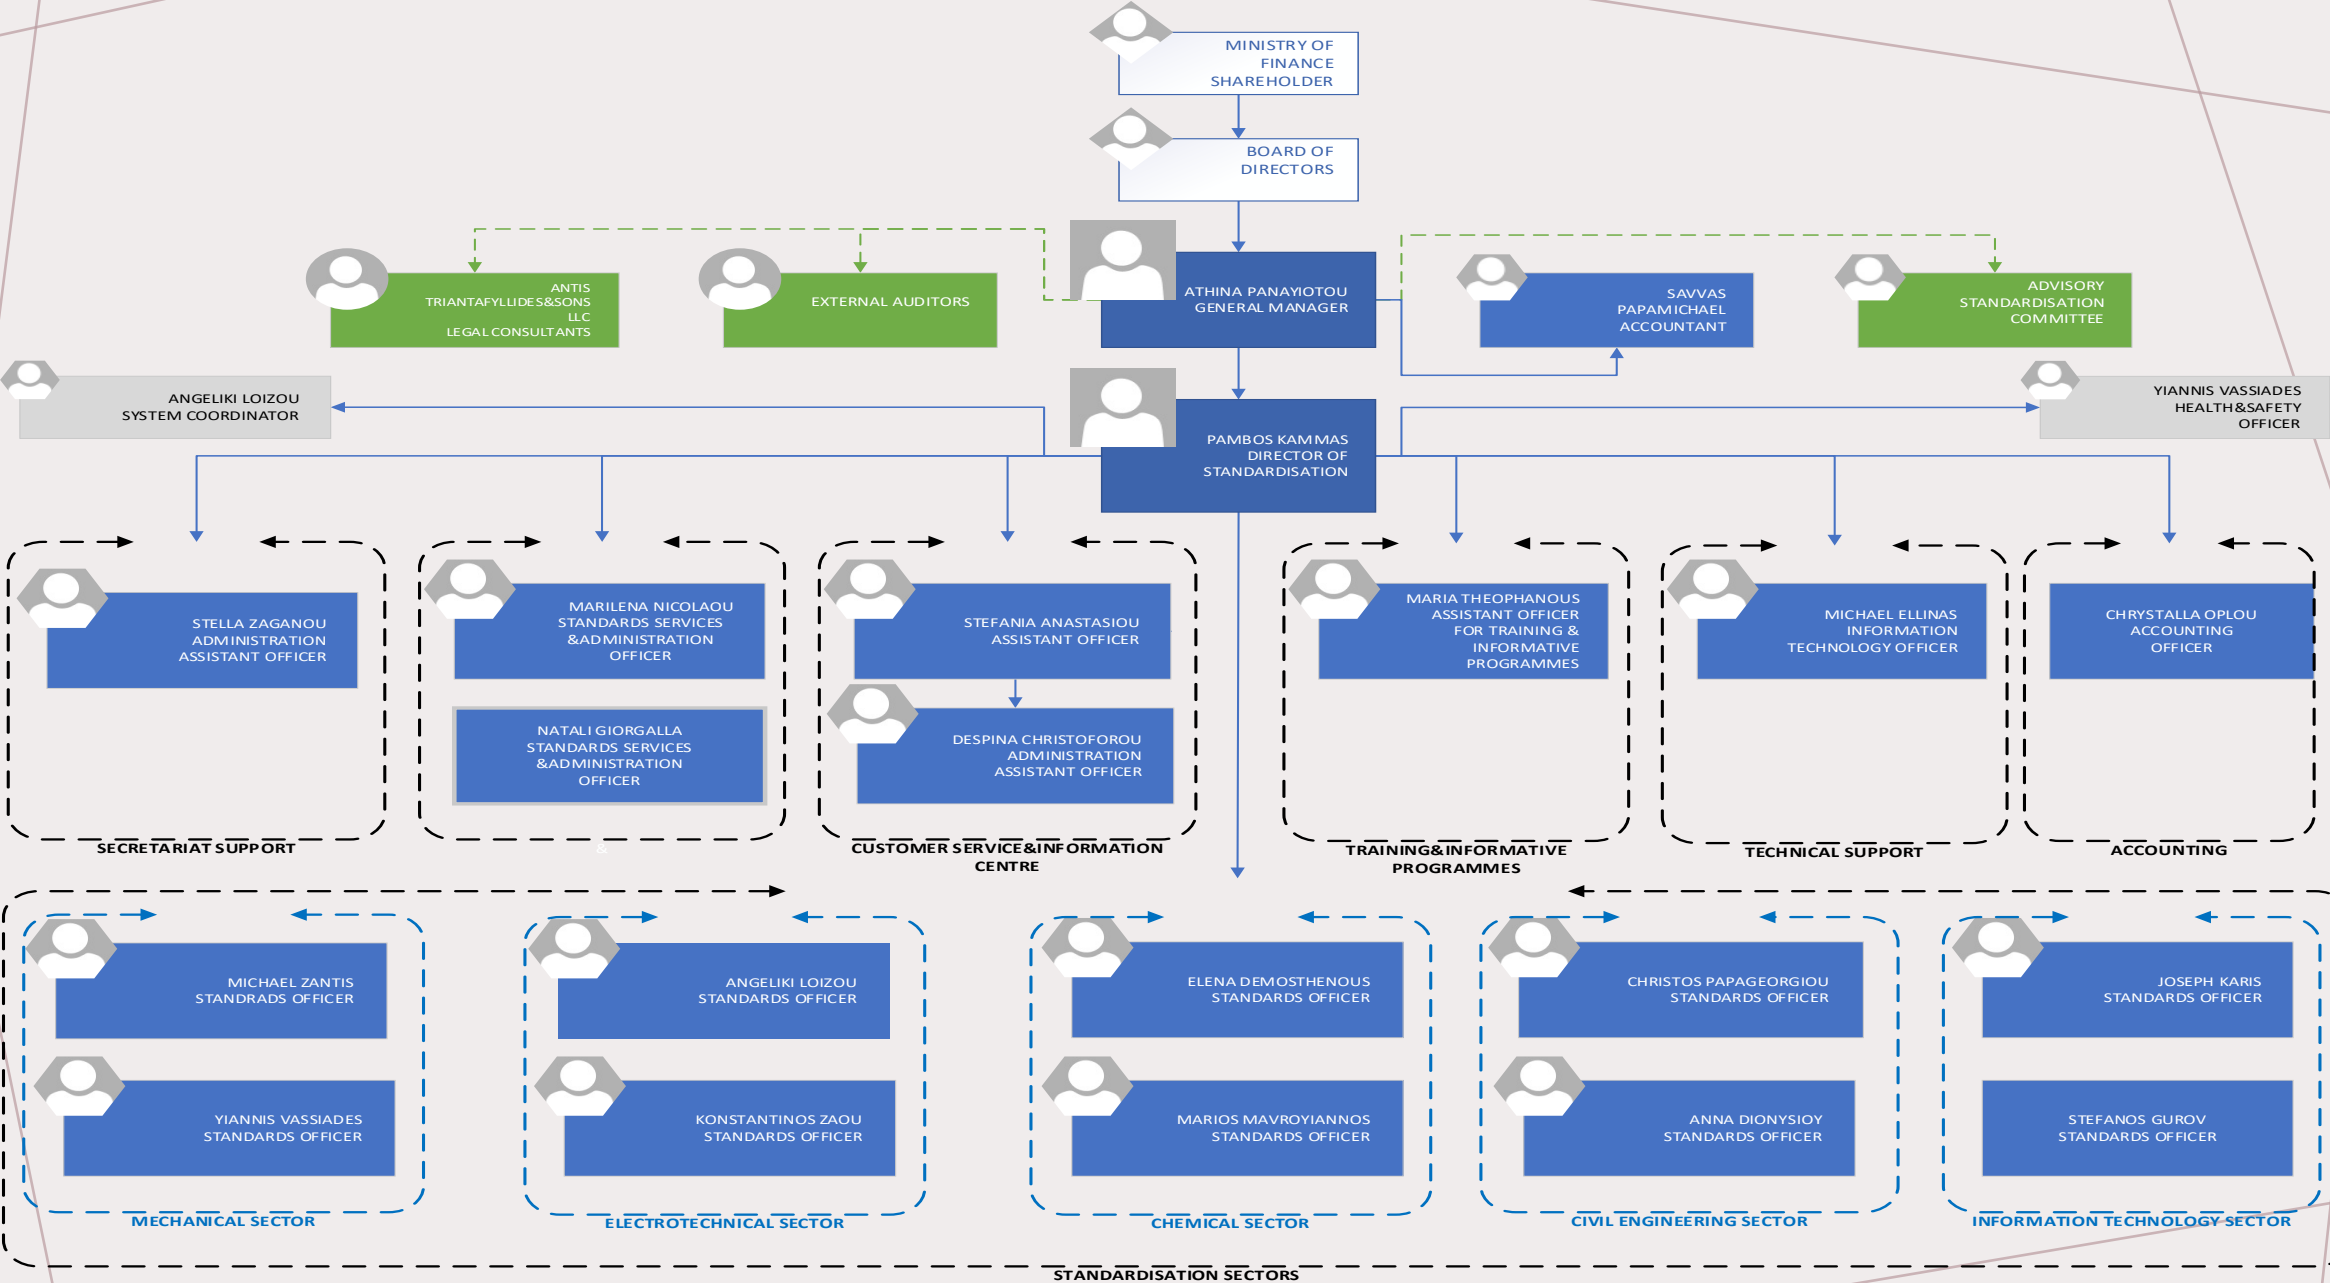 MINISTRY OF
FINANCE
SHAREHOLDER
BOARD OF
DIRECTORS
ANTIS
TRIANTAFYLLIDES&SONS
LLC
LEGAL CONSULTANTS
EXTERNAL AUDITORS
ATHINA PANAYIOTOU
GENERAL MANAGER
SAVVAS
PAPAMICHAEL
ACCOUNTANT
ADVISORY
STANDARDISATION
COMMITTEE
ANGELIKI LOIZOU
SYSTEM COORDINATOR
PAMBOS KAMMAS
DIRECTOR OF
STANDARDISATION
YIANNIS VASSIADES
HEALTH&SAFETY
OFFICER
STELLA ZAGANOU
ADMINISTRATION
ASSISTANT OFFICER
SECRETARIAT SUPPORT
MARILENA NICOLAOU
STANDARDS SERVICES
&ADMINISTRATION
OFFICER
NATALI GIORGALLA
STANDARDS SERVICES
&ADMINISTRATION
OFFICER
&
STEFANIA ANASTASIOU
ASSISTANT OFFICER
DESPINA CHRISTOFOROU
ADMINISTRATION
ASSISTANT OFFICER
CUSTOMER SERVICE&INFORMATION
CENTRE
MARIA THEOPHANOUS
ASSISTANT OFFICER
FOR TRAINING &
INFORMATIVE
PROGRAMMES
TRAINING&INFORMATIVE
PROGRAMMES
MICHAEL ELLINAS
INFORMATION
TECHNOLOGY OFFICER
TECHNICAL SUPPORT
CHRYSTALLA OPLOU
ACCOUNTING
OFFICER
ACCOUNTING
MICHAEL ZANTIS
STANDRADS OFFICER
YIANNIS VASSIADES
STANDARDS OFFICER
MECHANICAL SECTOR
ANGELIKI LOIZOU
STANDARDS OFFICER
KONSTANTINOS ZAOU
STANDARDS OFFICER
ELECTROTECHNICAL SECTOR
ELENA DEMOSTHENOUS
STANDARDS OFFICER
MARIOS MAVROYIANNOS
STANDARDS OFFICER
CHEMICAL SECTOR
CHRISTOS PAPAGEORGIOU
STANDARDS OFFICER
ANNA DIONYSIOY
STANDARDS OFFICER
CIVIL ENGINEERING SECTOR
JOSEPH KARIS
STANDARDS OFFICER
STEFANOS GUROV
STANDARDS OFFICER
INFORMATION TECHNOLOGY SECTOR
STANDARDISATION SECTORS